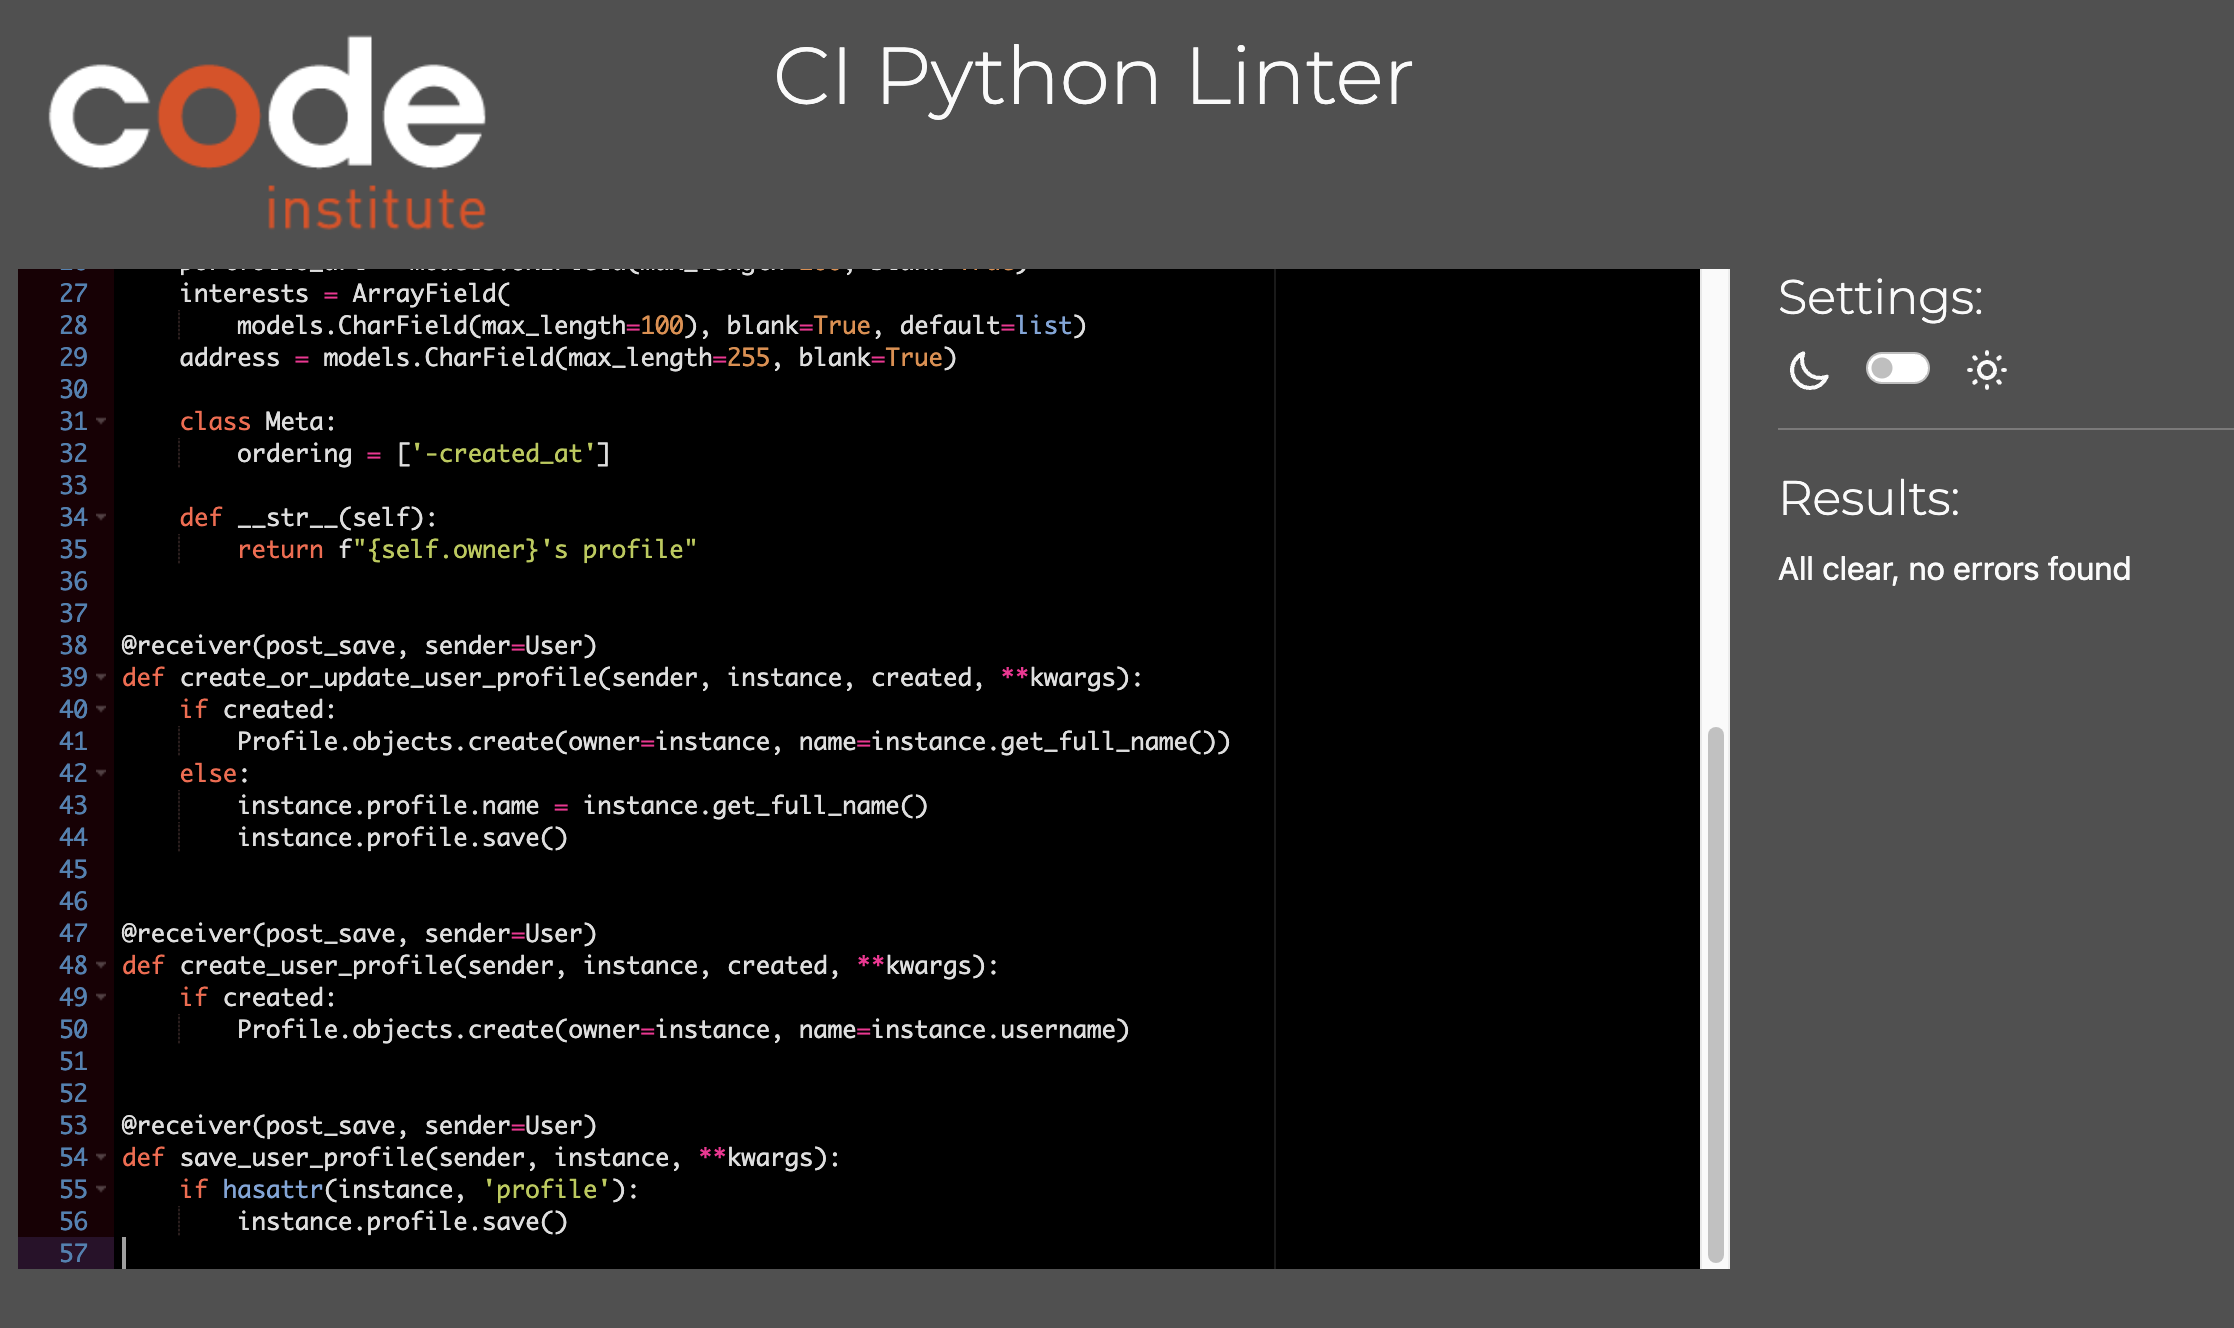 code
institute
CI Python Linter
27     interests = ArrayField(
28         models.CharField(max_length=100), blank=True, default=list)
29     address = models.CharField(max_length=255, blank=True)
30
31     class Meta:
32         ordering = ['-created_at']
33
34     def __str__(self):
35         return f"{self.owner}'s profile"
36
37
38 @receiver(post_save, sender=User)
39 def create_or_update_user_profile(sender, instance, created, **kwargs):
40     if created:
41         Profile.objects.create(owner=instance, name=instance.get_full_name())
42     else:
43         instance.profile.name = instance.get_full_name()
44         instance.profile.save()
45
46
47 @receiver(post_save, sender=User)
48 def create_user_profile(sender, instance, created, **kwargs):
49     if created:
50         Profile.objects.create(owner=instance, name=instance.username)
51
52
53 @receiver(post_save, sender=User)
54 def save_user_profile(sender, instance, **kwargs):
55     if hasattr(instance, 'profile'):
56         instance.profile.save()
57
Settings:
Results:
All clear, no errors found